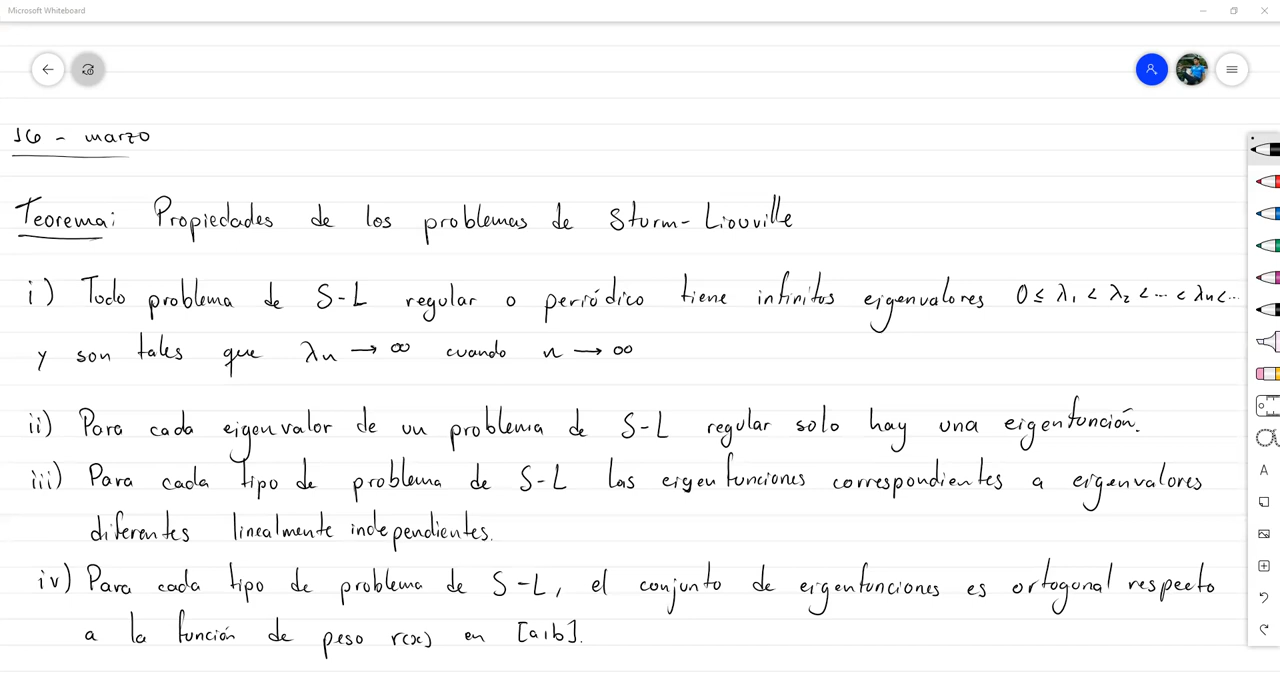 Microsoft Whiteboard
16 - marzo
Teorema: Propiedades de los problemas de Sturm-Liouville
i) Todo problema de S-L regular o periódico tiene infinitos eigenvalores 0 ≤ λ₁ < λ₂ < ... < λn < ...
y son tales que λn → ∞ cuando n → ∞
ii) Para cada eigenvalor de un problema de S-L regular solo hay una eigenfunción.
iii) Para cada tipo de problema de S-L las eigenfunciones correspondientes a eigenvalores
diferentes linealmente independientes.
iv) Para cada tipo de problema de S-L, el conjunto de eigenfunciones es ortogonal respecto
a la función de peso r(x) en [a,b].
A